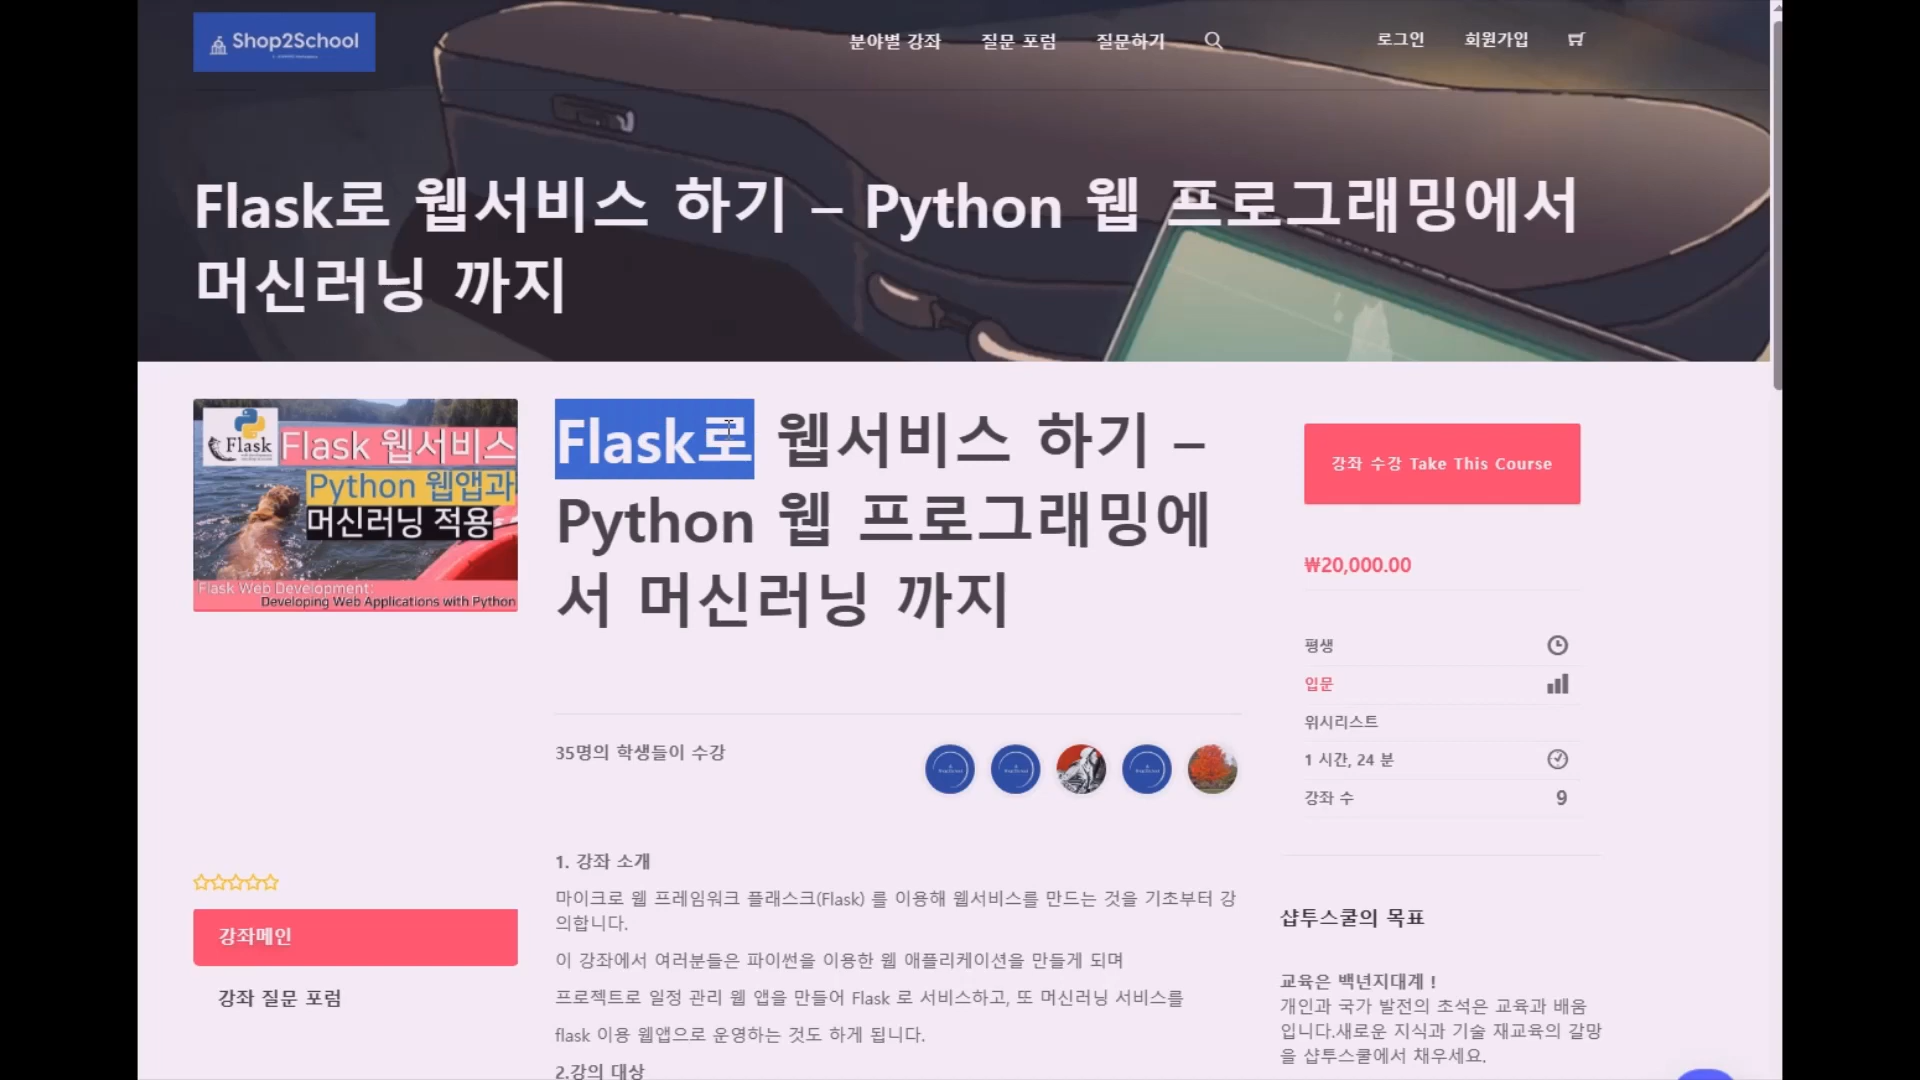 Shop2School
분야별 강좌
질문 포럼
질문하기
로그인
회원가입
Flask로 웹서비스 하기 – Python 웹 프로그래밍에서
머신러닝 까지
Flask
Flask 웹서비스
Python 웹앱과
머신러닝 적용
Flask Web Development:
Developing Web Applications with Python
Flask로 웹서비스 하기 –
Python 웹 프로그래밍에
서 머신러닝 까지
강좌 수강 Take This Course
₩20,000.00
평생
입문
위시리스트
1 시간, 24 분
강좌 수 9
35명의 학생들이 수강
강좌메인
강좌 질문 포럼
1. 강좌 소개
마이크로 웹 프레임워크 플래스크(Flask) 를 이용해 웹서비스를 만드는 것을 기초부터 강
의합니다.
이 강좌에서 여러분들은 파이썬을 이용한 웹 애플리케이션을 만들게 되며
프로젝트로 일정 관리 웹 앱을 만들어 Flask 로 서비스하고, 또 머신러닝 서비스를
flask 이용 웹앱으로 운영하는 것도 하게 됩니다.
2.강의 대상
샵투스쿨의 목표
교육은 백년지대계 !
개인과 국가 발전의 초석은 교육과 배움
입니다.새로운 지식과 기술 재교육의 갈망
을 샵투스쿨에서 채우세요.